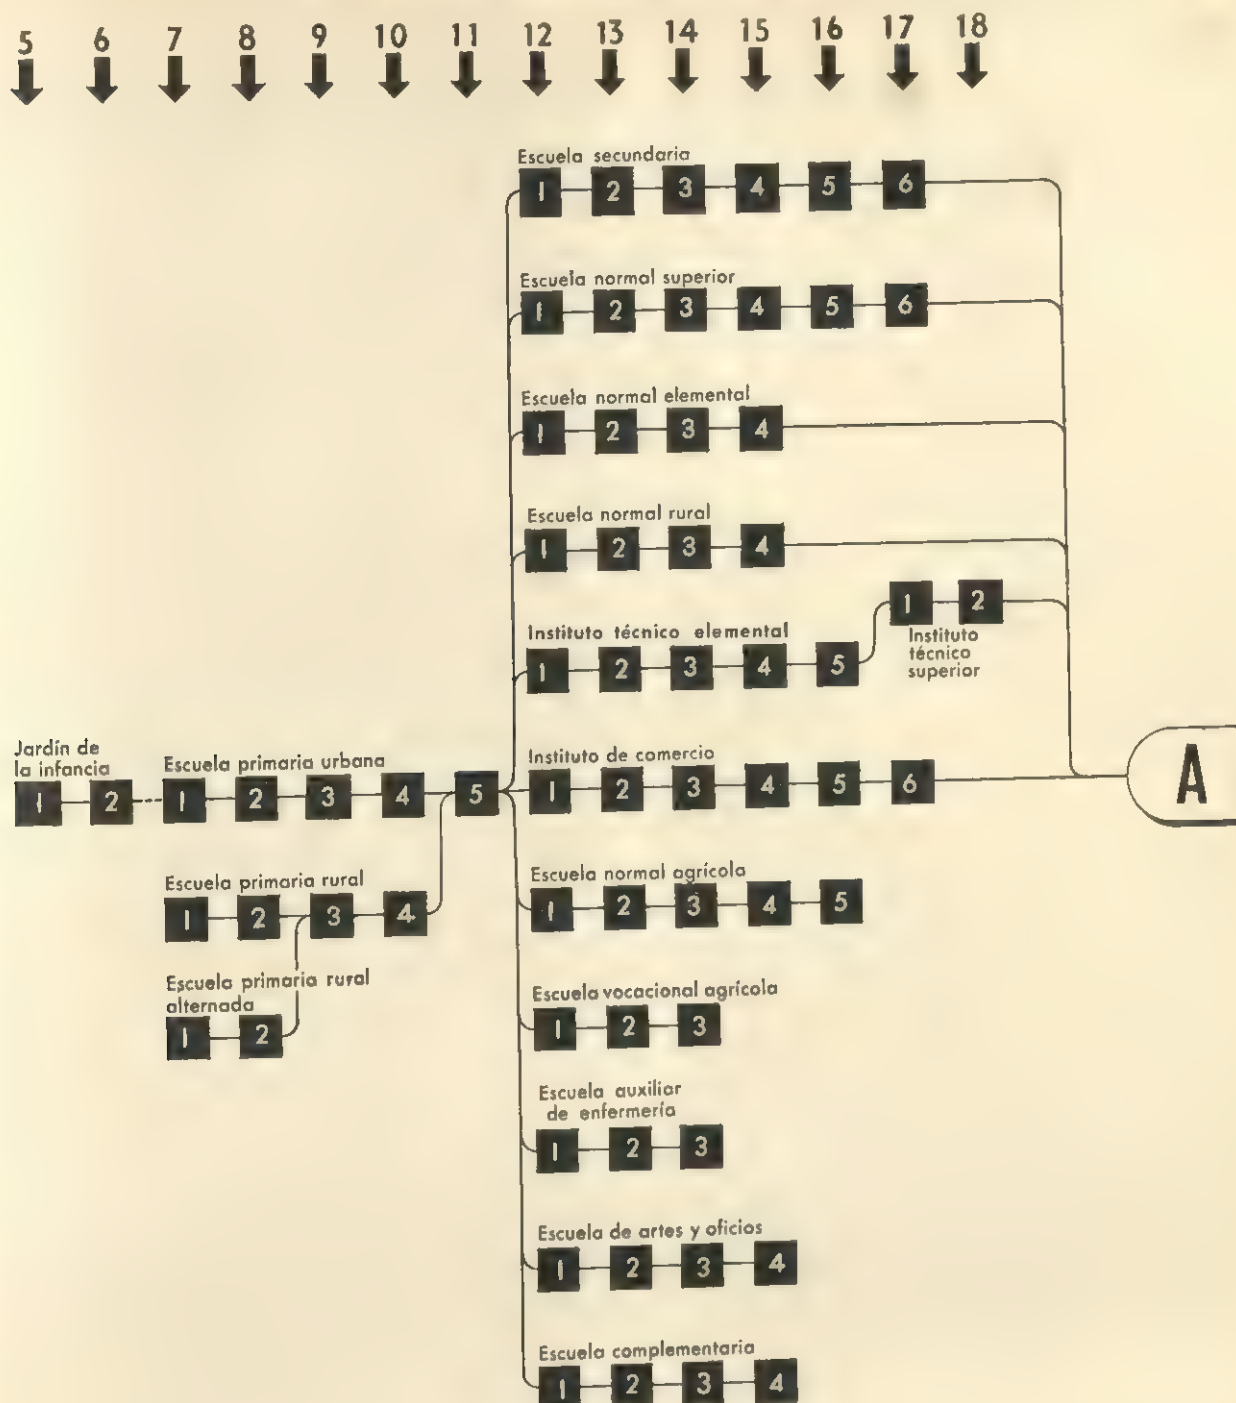 5 6 7 8 9 10 11 12 13 14 15 16 17 18
Escuela secundaria
1 2 3 4 5 6
Escuela normal superior
1 2 3 4 5 6
Escuela normal elemental
1 2 3 4
Escuela normal rural
1 2 3 4
1 2
Instituto técnico elemental
Instituto
técnico
superior
1 2 3 4 5
Jardín de
la infancia
1 2
Escuela primaria urbana
1 2 3 4 5
Instituto de comercio
1 2 3 4 5 6
A
Escuela primaria rural
1 2 3 4
Escuela normal agrícola
1 2 3 4 5
Escuela primaria rural
alternada
1 2
Escuela vocacional agrícola
1 2 3
Escuela auxiliar
de enfermería
1 2 3
Escuela de artes y oficios
1 2 3 4
Escuela complementaria
1 2 3 4